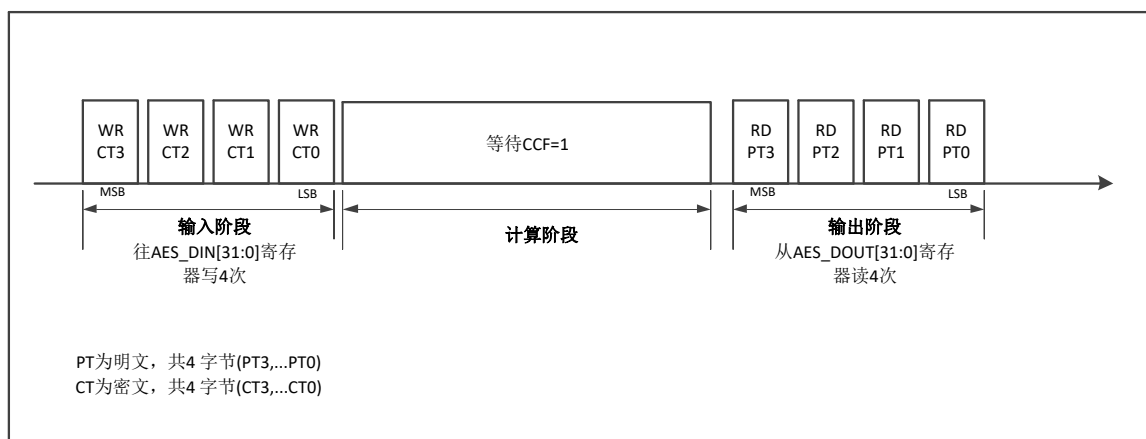 WR
CT3
WR
CT2
WR
CT1
WR
CT0
等待CCF=1
RD
PT3
RD
PT2
RD
PT1
RD
PT0
MSB
LSB
MSB
LSB
输入阶段
往AES_DIN[31:0]寄存
器写4次
计算阶段
输出阶段
从AES_DOUT[31:0]寄存
器读4次
PT为明文，共4 字节(PT3,...PT0)
CT为密文，共4 字节(CT3,...CT0)